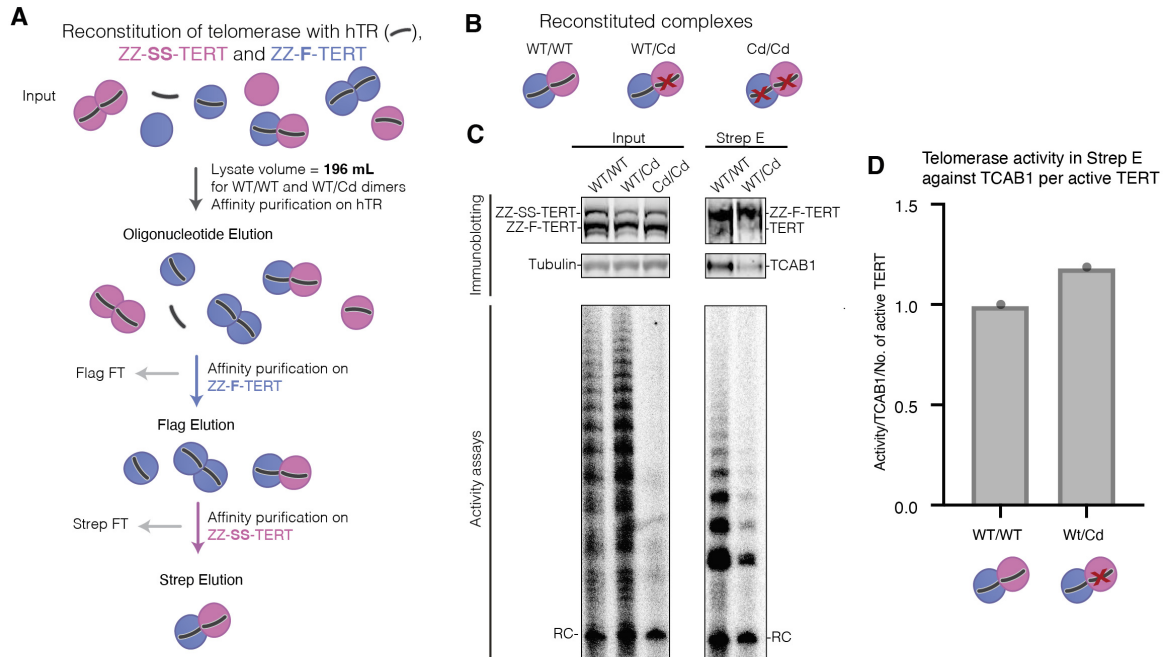 A
Reconstitution of telomerase with hTR ( ),
ZZ-SS-TERT and ZZ-F-TERT
Input
Lysate volume = 196 mL
for WT/WT and WT/Cd dimers
Affinity purification on hTR
Oligonucleotide Elution
Flag FT
Affinity purification on
ZZ-F-TERT
Flag Elution
Strep FT
Affinity purification on
ZZ-SS-TERT
Strep Elution
B
Reconstituted complexes
WT/WT
WT/Cd
Cd/Cd
C
Input
Strep E
WT/WT
WT/Cd
Cd/Cd
WT/WT
WT/Cd
Immunoblotting
ZZ-SS-TERT-
ZZ-F-TERT-
-ZZ-F-TERT
-TERT
Tubulin-
-TCAB1
Activity assays
RC-
-RC
D
Telomerase activity in Strep E
against TCAB1 per active TERT
Activity/TCAB1/No. of active TERT
1.5
1.0
0.5
0.0
WT/WT
Wt/Cd